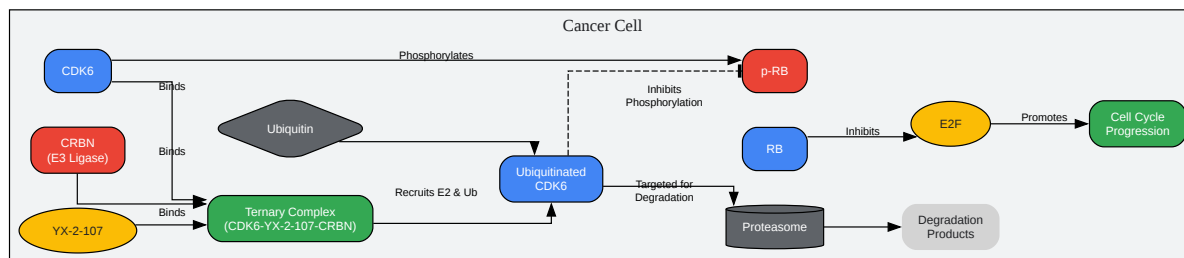 Cancer Cell
CDK6
Phosphorylates
p-RB
Binds
Inhibits
Phosphorylation
Ubiquitin
CRBN
(E3 Ligase)
Binds
RB
Inhibits
E2F
Promotes
Cell Cycle
Progression
Ubiquitinated
CDK6
Targeted for
Degradation
Recruits E2 & Ub
YX-2-107
Binds
Ternary Complex
(CDK6-YX-2-107-CRBN)
Proteasome
Degradation
Products